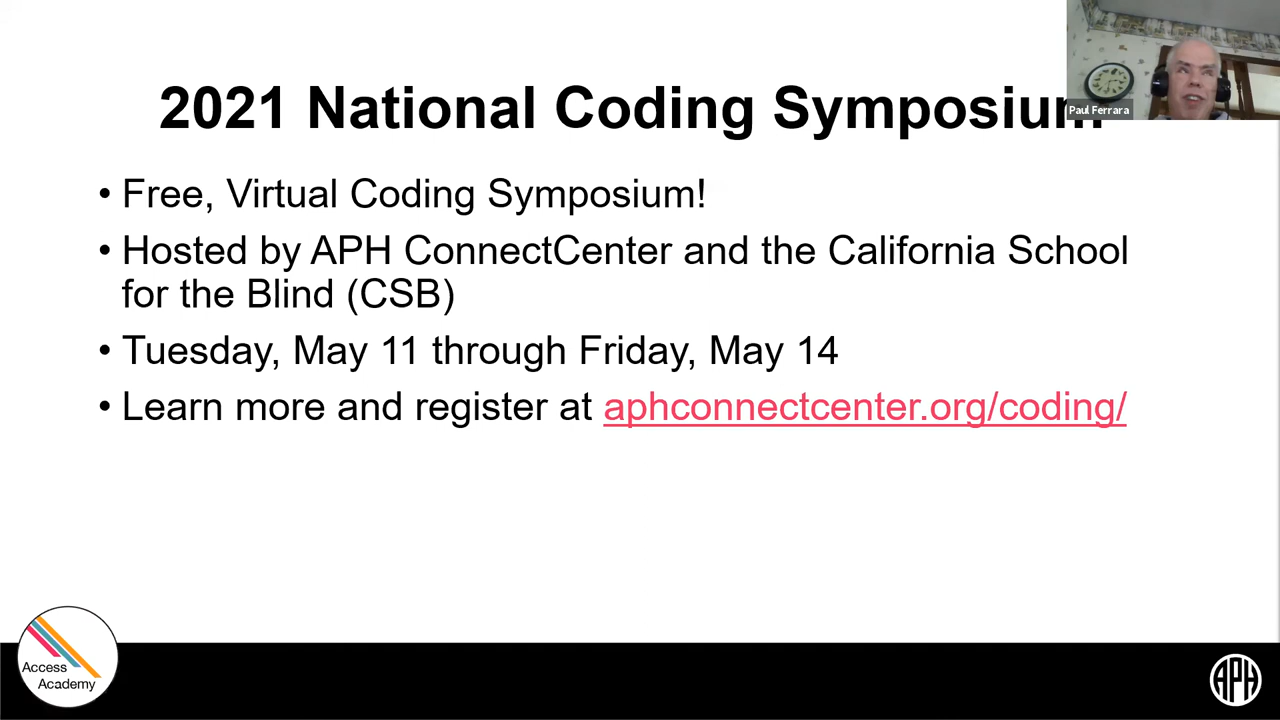 2021 National Coding Symposium
Paul Ferrara
• Free, Virtual Coding Symposium!
• Hosted by APH ConnectCenter and the California School
for the Blind (CSB)
• Tuesday, May 11 through Friday, May 14
• Learn more and register at aphconnectcenter.org/coding/
Access
Academy
APH